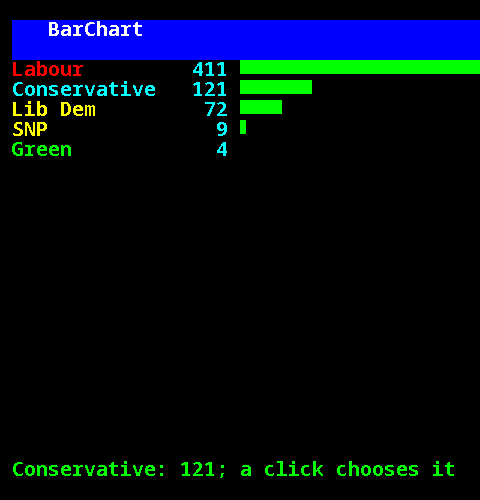 BarChart
Labour 411
Conservative 121
Lib Dem 72
SNP 9
Green 4
Conservative: 121; a click chooses it